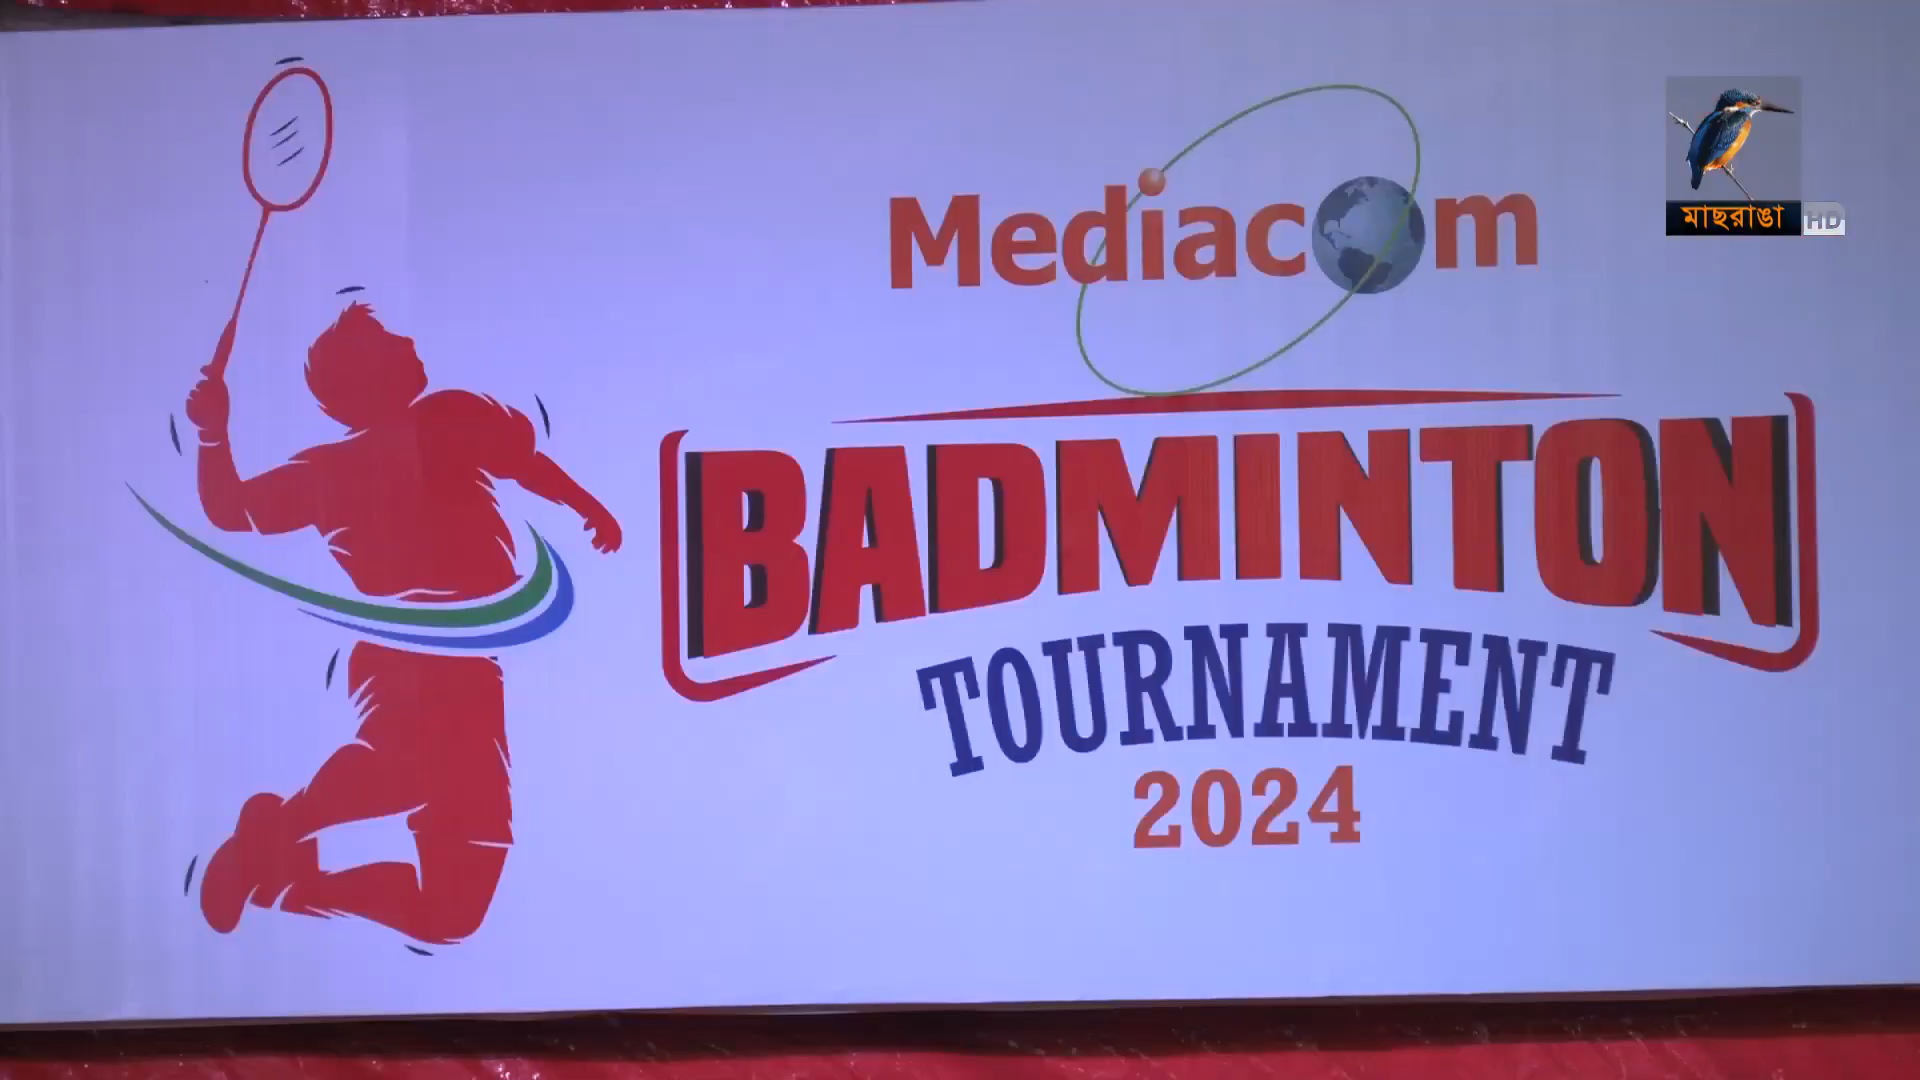 Mediacom
BADMINTON
TOURNAMENT
2024
মাছরাঙা HD